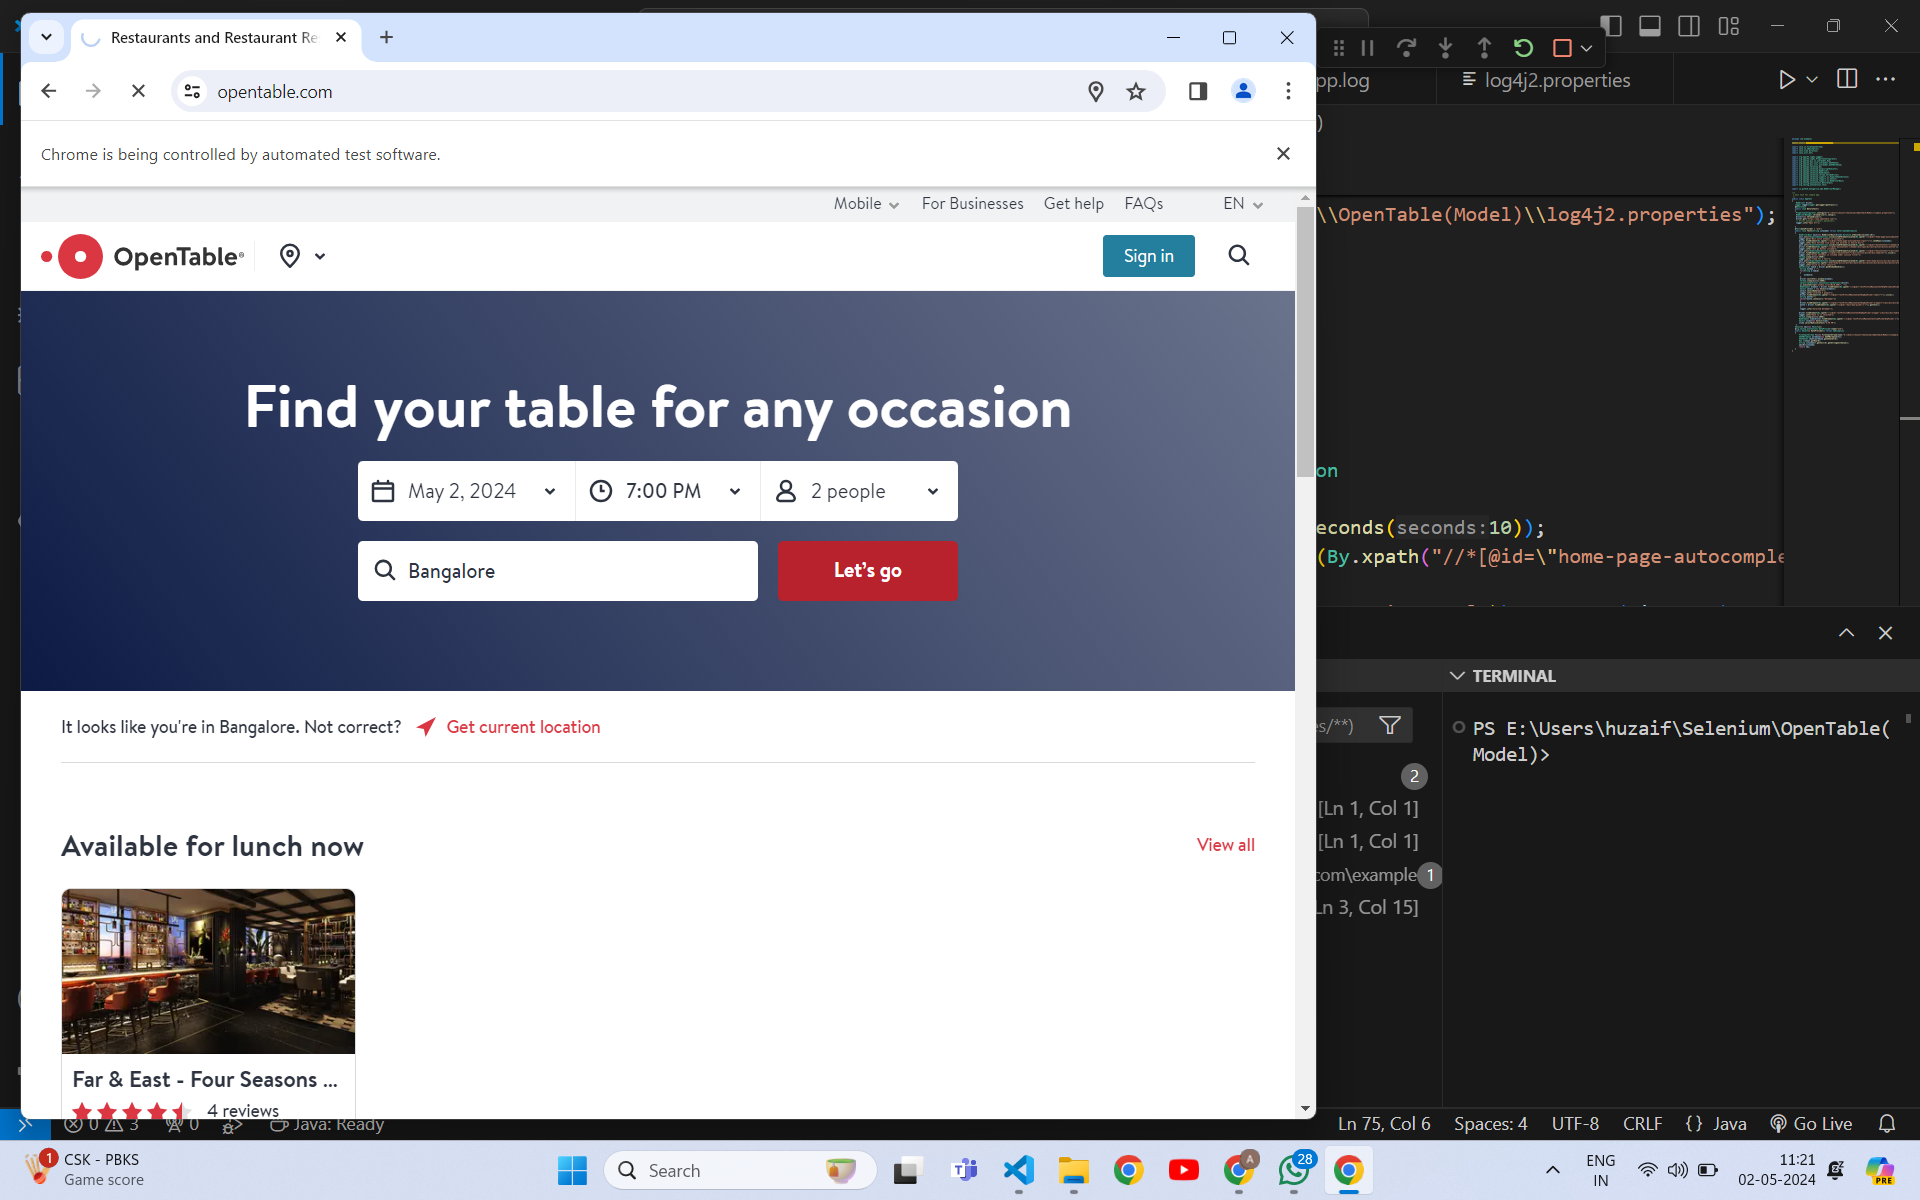 Restaurants and Restaurant Re
opentable.com
Chrome is being controlled by automated test software.
Mobile For Businesses Get help FAQs EN
OpenTable
Sign in
Find your table for any occasion
May 2, 2024 7:00 PM 2 people
Bangalore
Let's go
It looks like you're in Bangalore. Not correct? Get current location
Available for lunch now
View all
Far & East - Four Seasons ...
4 reviews
pp.log log4j2.properties
)
\\OpenTable(Model)\\log4j2.properties");
on
econds(seconds:10));
(By.xpath("//*[@id=\"home-page-autocomple
TERMINAL
es/**)
PS E:\Users\huzaif\Selenium\OpenTable(
Model)>
2
[Ln 1, Col 1]
[Ln 1, Col 1]
com\example 1
Ln 3, Col 15]
0 3 0 Java: Ready
Ln 75, Col 6 Spaces: 4 UTF-8 CRLF {} Java Go Live
1
CSK - PBKS
Game score
Search
A
28
ENG
IN
11:21
02-05-2024
PRE